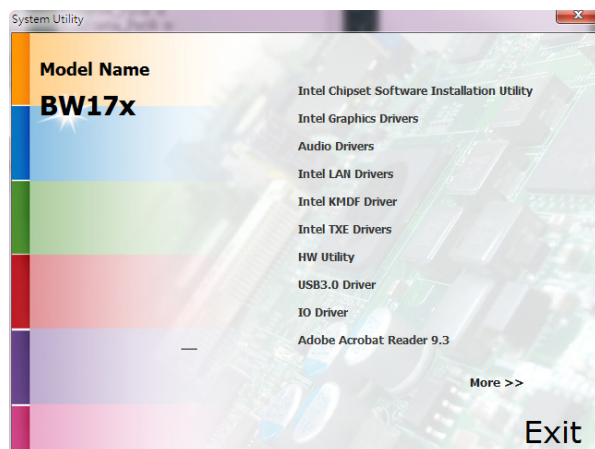 System Utility
Model Name
BW17x
Intel Chipset Software Installation Utility
Intel Graphics Drivers
Audio Drivers
Intel LAN Drivers
Intel KMDF Driver
Intel TXE Drivers
HW Utility
USB3.0 Driver
IO Driver
Adobe Acrobat Reader 9.3
More >>
Exit